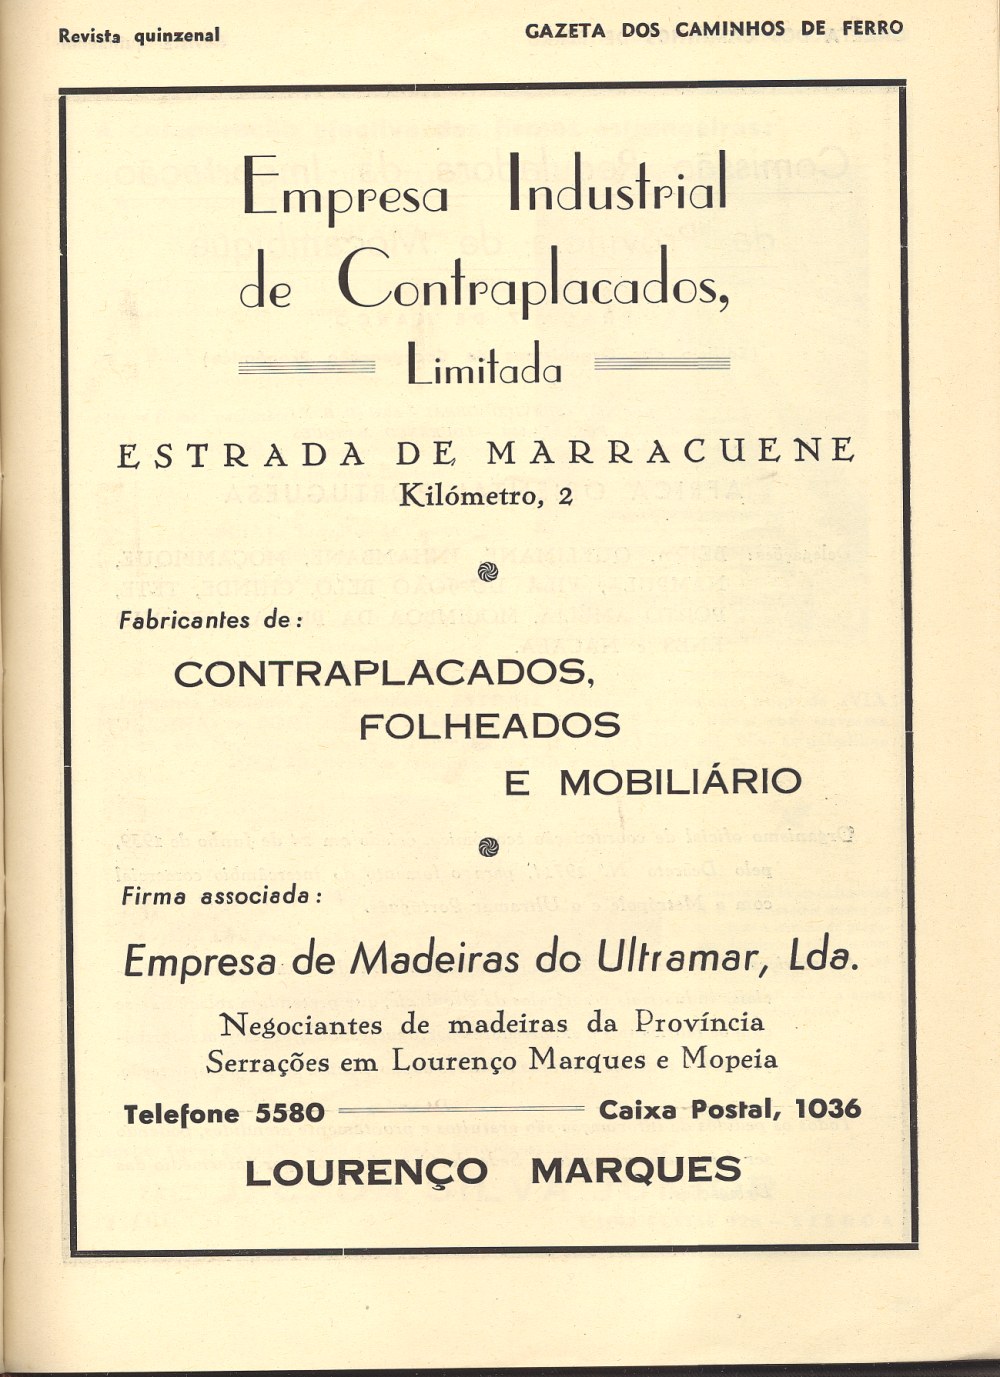 Revista quinzenal
GAZETA DOS CAMINHOS DE FERRO
Empresa Industrial
de Contraplacados,
Limitada
ESTRADA DE MARRACUENE
Kilómetro, 2
Fabricantes de:
CONTRAPLACADOS,
FOLHEADOS
E MOBILIÁRIO
Firma associada:
Empresa de Madeiras do Ultramar, Lda.
Negociantes de madeiras da Província
Serrações em Lourenço Marques e Mopeia
Telefone 5580
Caixa Postal, 1036
LOURENÇO MARQUES